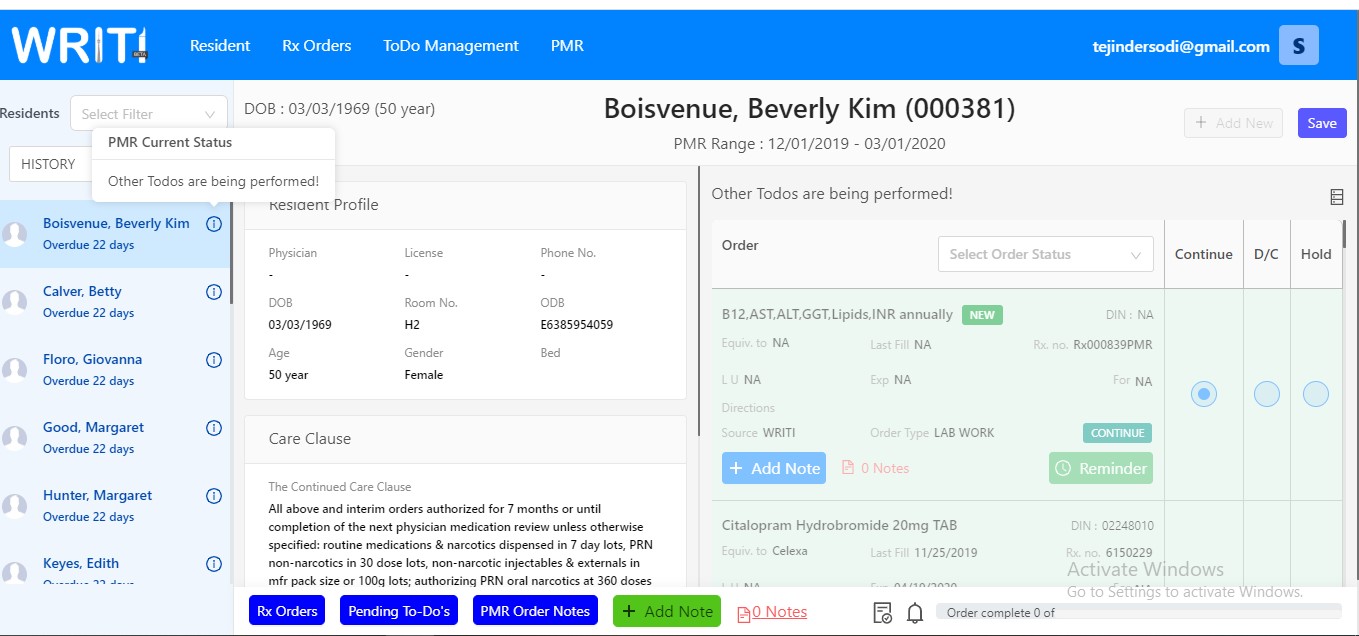 WRITI
BETA
Resident Rx Orders ToDo Management PMR
tejindersodi@gmail.com S
Residents Select Filter
DOB : 03/03/1969 (50 year)
Boisvenue, Beverly Kim (000381)
PMR Range : 12/01/2019 - 03/01/2020
+ Add New Save
PMR Current Status
Other Todos are being performed!
HISTORY
Boisvenue, Beverly Kim
Overdue 22 days
Calver, Betty
Overdue 22 days
Floro, Giovanna
Overdue 22 days
Good, Margaret
Overdue 22 days
Hunter, Margaret
Overdue 22 days
Keyes, Edith
Overdue 22 days
Resident Profile
Physician License Phone No.
- - -
DOB Room No. ODB
03/03/1969 H2 E6385954059
Age Gender Bed
50 year Female
Care Clause
The Continued Care Clause
All above and interim orders authorized for 7 months or until
completion of the next physician medication review unless otherwise
specified: routine medications & narcotics dispensed in 7 day lots, PRN
non-narcotics in 30 dose lots, non-narcotic injectables & externals in
mfr pack size or 100g lots; authorizing PRN oral narcotics at 360 doses
Other Todos are being performed!
Order Select Order Status Continue D/C Hold
B12,AST,ALT,GGT,Lipids,INR annually NEW DIN : NA
Equiv. to NA Last Fill NA Rx. no. Rx000839PMR
L U NA Exp NA For NA
Directions
Source WRITI Order Type LAB WORK CONTINUE
+ Add Note 0 Notes Reminder
Citalopram Hydrobromide 20mg TAB DIN : 02248010
Equiv. to Celexa Last Fill 11/25/2019 Rx. no. 6150229
L U NA Exp 04/10/2020
Activate Windows
Go to Settings to activate Windows.
Rx Orders Pending To-Do's PMR Order Notes + Add Note 0 Notes Order complete 0 of